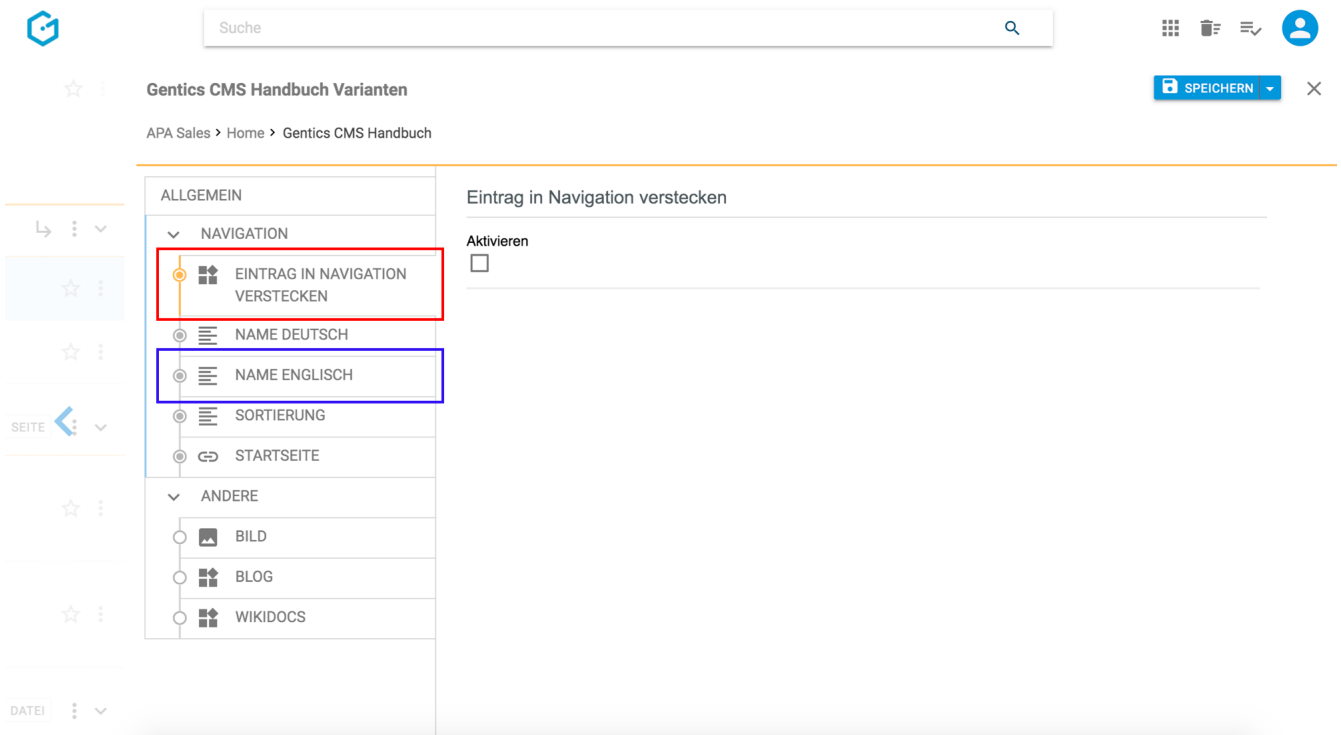 Suche
Gentics CMS Handbuch Varianten
SPEICHERN
APA Sales > Home > Gentics CMS Handbuch
ALLGEMEIN
NAVIGATION
EINTRAG IN NAVIGATION
VERSTECKEN
NAME DEUTSCH
NAME ENGLISCH
SORTIERUNG
STARTSEITE
ANDERE
BILD
BLOG
WIKIDOCS
Eintrag in Navigation verstecken
Aktivieren
SEITE
DATEI